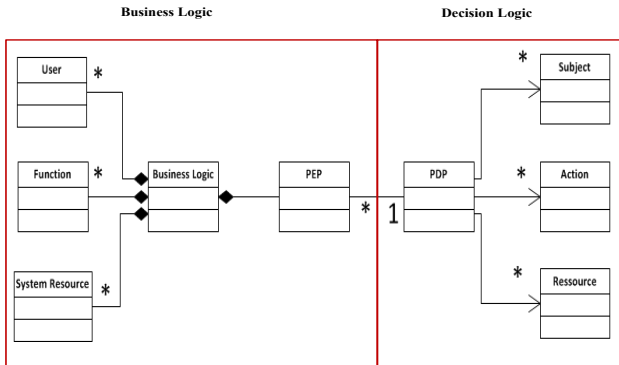 Business Logic
Decision Logic
User
*
Function
*
System Resource
*
Business Logic
PEP
*
1
PDP
*
Subject
*
Action
*
Ressource